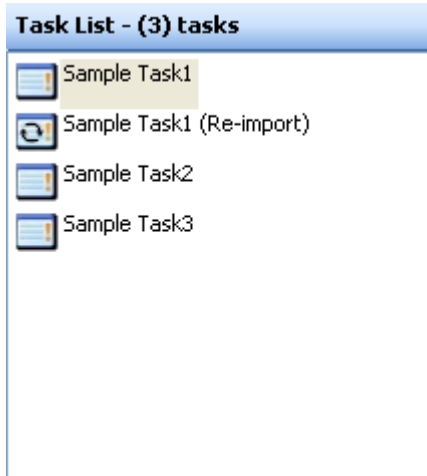 Task List - (3) tasks
Sample Task1
Sample Task1 (Re-import)
Sample Task2
Sample Task3